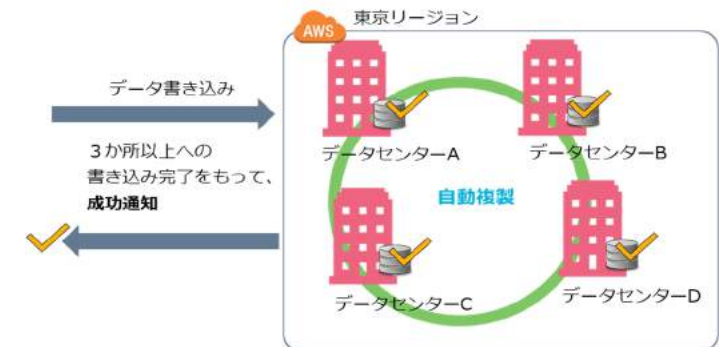 東京リージョン
AWS
データ書き込み
３か所以上への
書き込み完了をもって、
成功通知
データセンターA
データセンターB
自動複製
データセンターC
データセンターD